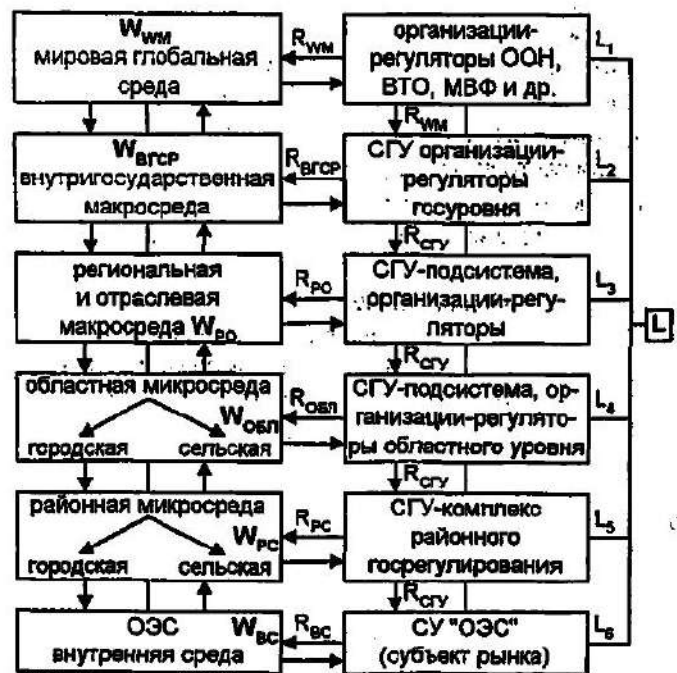 W_WM
мировая глобальная
среда
R_WM
организации-
регуляторы ООН,
ВТО, МВФ и др.
L_1
R_WM
W_ВГСР
внутригосударственная
макросреда
R_ВГСР
СГУ организации-
регуляторы
госуровня
L_2
R_СГУ
региональная
и отраслевая
макросреда W_РО
R_РО
СГУ-подсистема,
организации-регу-
ляторы
L_3
L
R_СГУ
областная микросреда
W_ОБЛ
городская сельская
R_ОБЛ
СГУ-подсистема, ор-
ганизации-регулято-
ры областного уровня
L_4
R_СГУ
районная микросреда
W_РС
городская сельская
R_РС
СГУ-комплекс
районного
госрегулирования
L_5
R_СГУ
ОЭС W_ВС
внутренняя среда
R_ВС
СУ "ОЭС"
(субъект рынка)
L_6